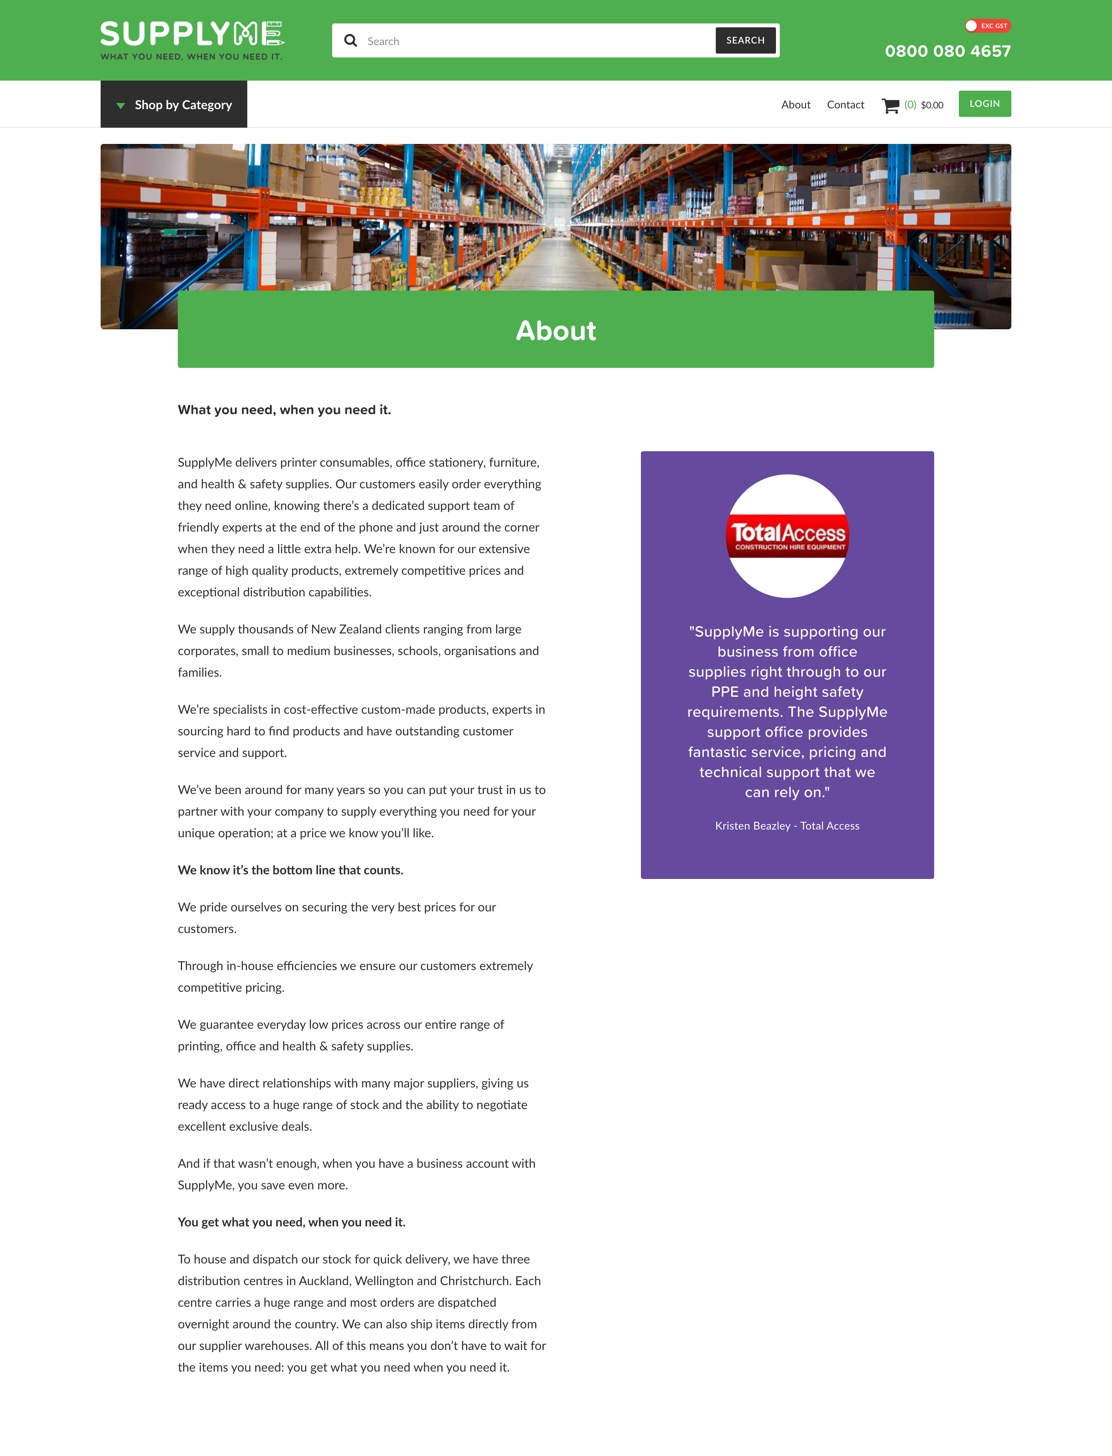 SUPPLYME
WHAT YOU NEED, WHEN YOU NEED IT.
Search
SEARCH
EXC GST
0800 080 4657
Shop by Category
About
Contact
(0) $0.00
LOGIN
About
What you need, when you need it.
SupplyMe delivers printer consumables, office stationery, furniture,
and health & safety supplies. Our customers easily order everything
they need online, knowing there's a dedicated support team of
friendly experts at the end of the phone and just around the corner
when they need a little extra help. We're known for our extensive
range of high quality products, extremely competitive prices and
exceptional distribution capabilities.
We supply thousands of New Zealand clients ranging from large
corporates, small to medium businesses, schools, organisations and
families.
We're specialists in cost-effective custom-made products, experts in
sourcing hard to find products and have outstanding customer
service and support.
We've been around for many years so you can put your trust in us to
partner with your company to supply everything you need for your
unique operation; at a price we know you'll like.
We know it's the bottom line that counts.
We pride ourselves on securing the very best prices for our
customers.
Through in-house efficiencies we ensure our customers extremely
competitive pricing.
We guarantee everyday low prices across our entire range of
printing, office and health & safety supplies.
We have direct relationships with many major suppliers, giving us
ready access to a huge range of stock and the ability to negotiate
excellent exclusive deals.
And if that wasn't enough, when you have a business account with
SupplyMe, you save even more.
You get what you need, when you need it.
To house and dispatch our stock for quick delivery, we have three
distribution centres in Auckland, Wellington and Christchurch. Each
centre carries a huge range and most orders are dispatched
overnight around the country. We can also ship items directly from
our supplier warehouses. All of this means you don't have to wait for
the items you need: you get what you need when you need it.
TotalAccess
CONSTRUCTION HIRE EQUIPMENT
"SupplyMe is supporting our
business from office
supplies right through to our
PPE and height safety
requirements. The SupplyMe
support office provides
fantastic service, pricing and
technical support that we
can rely on."
Kristen Beazley - Total Access